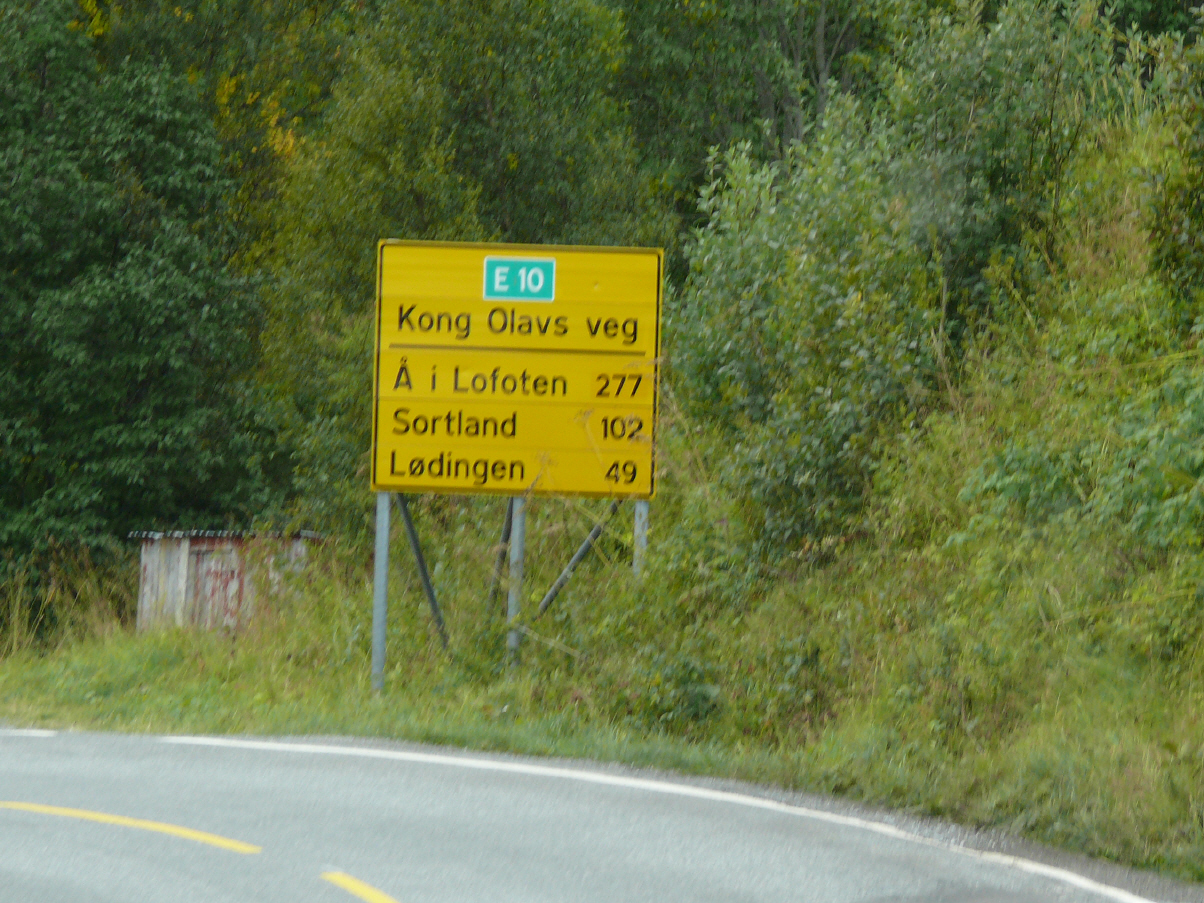 E 10
Kong Olavs veg
Å i Lofoten 277
Sortland 102
Lødingen 49